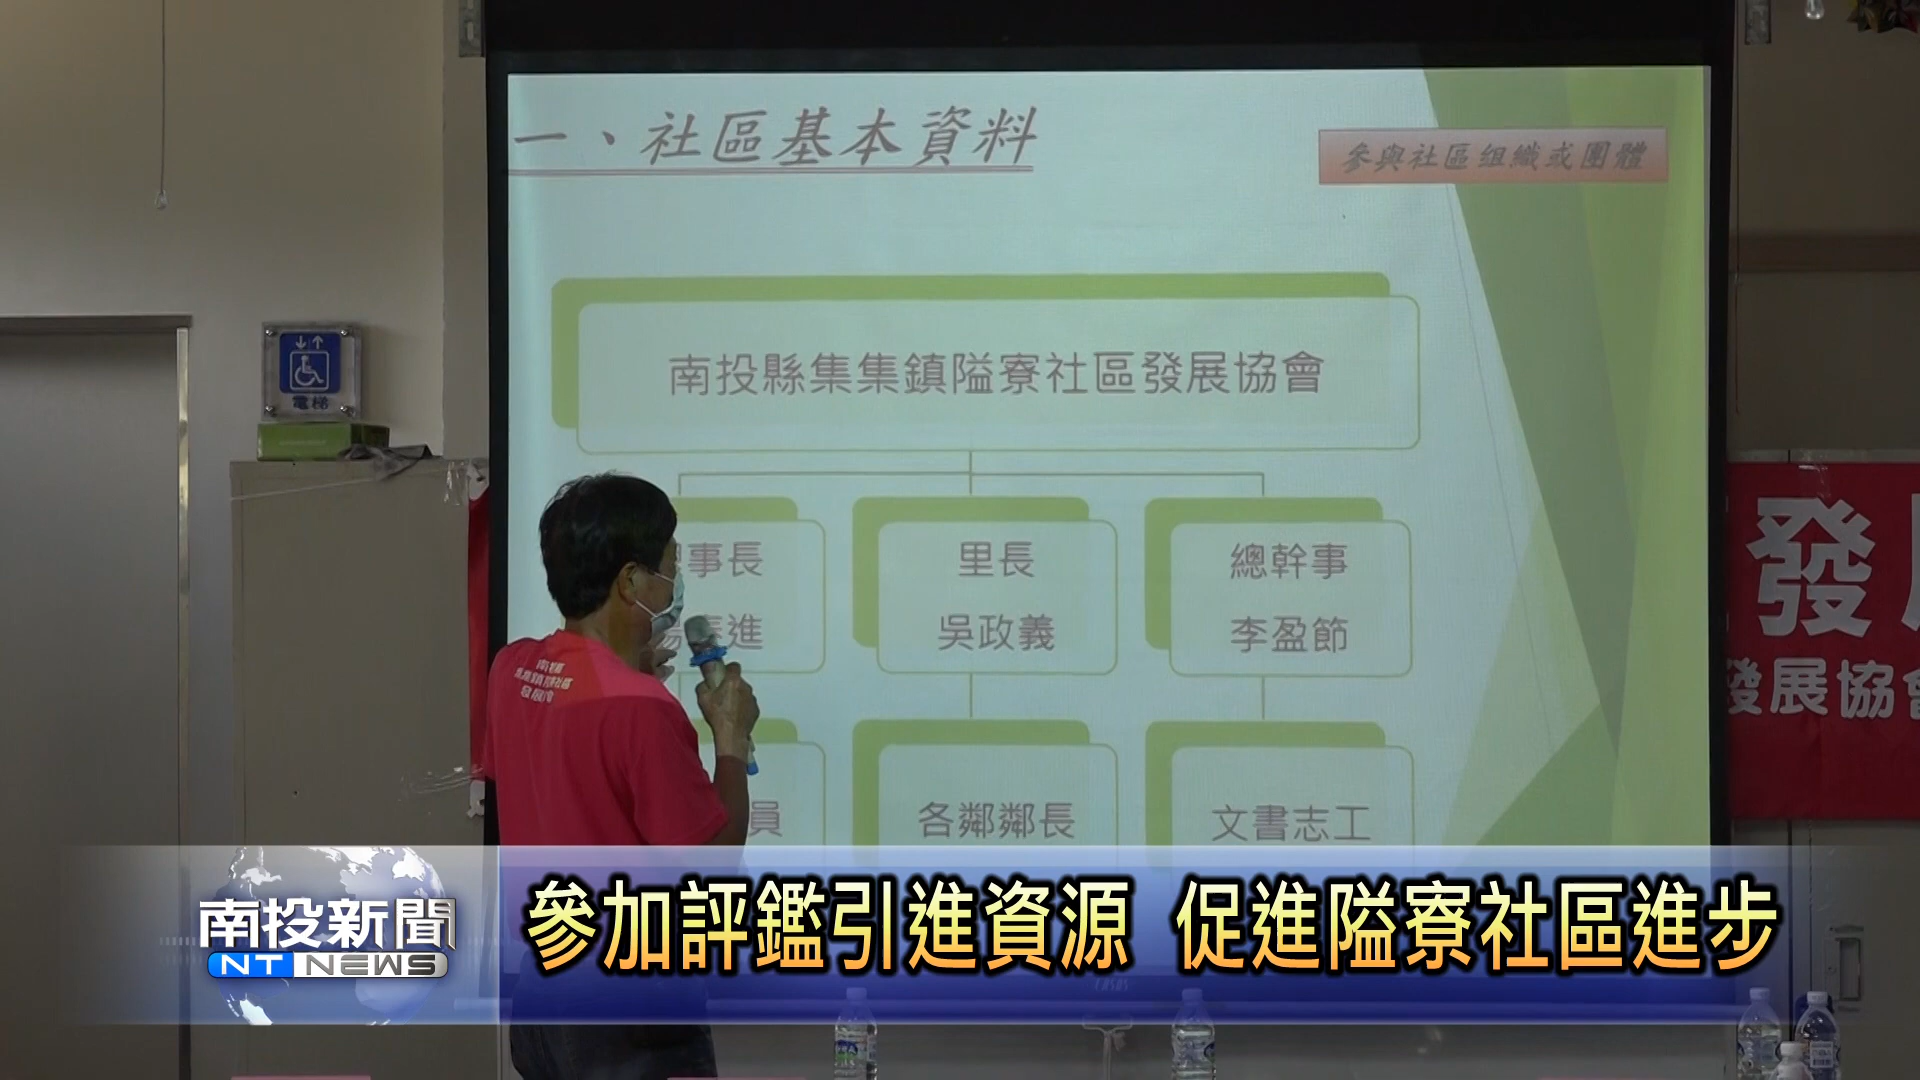 一、社區基本資料
參與社區組織或團體
南投縣集集鎮隘寮社區發展協會
事長
里長
總幹事
進
吳政義
李盈節
員
各鄰鄰長
文書志工
電梯
發
發展協會
南投新聞
NT NEWS
參加評鑑引進資源 促進隘寮社區進步